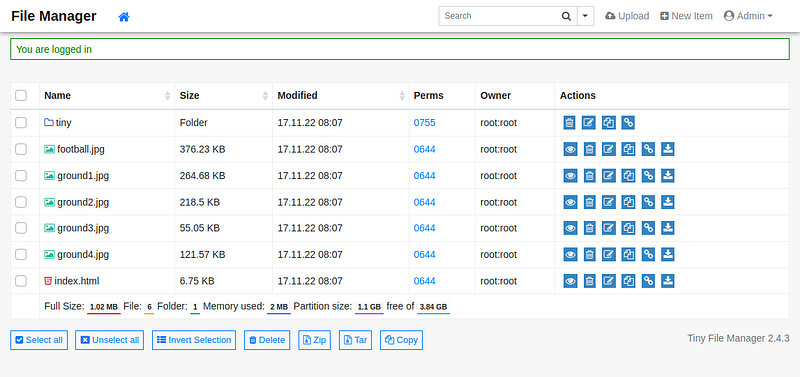 File Manager Search Upload New Item Admin
You are logged in
Name Size Modified Perms Owner Actions
tiny Folder 17.11.22 08:07 0755 root:root
football.jpg 376.23 KB 17.11.22 08:07 0644 root:root
ground1.jpg 264.68 KB 17.11.22 08:07 0644 root:root
ground2.jpg 218.5 KB 17.11.22 08:07 0644 root:root
ground3.jpg 55.05 KB 17.11.22 08:07 0644 root:root
ground4.jpg 121.57 KB 17.11.22 08:07 0644 root:root
index.html 6.75 KB 17.11.22 08:07 0644 root:root
Full Size: 1.02 MB File: 6 Folder: 1 Memory used: 2 MB Partition size: 1.1 GB free of 3.84 GB
Select all Unselect all Invert Selection Delete Zip Tar Copy Tiny File Manager 2.4.3